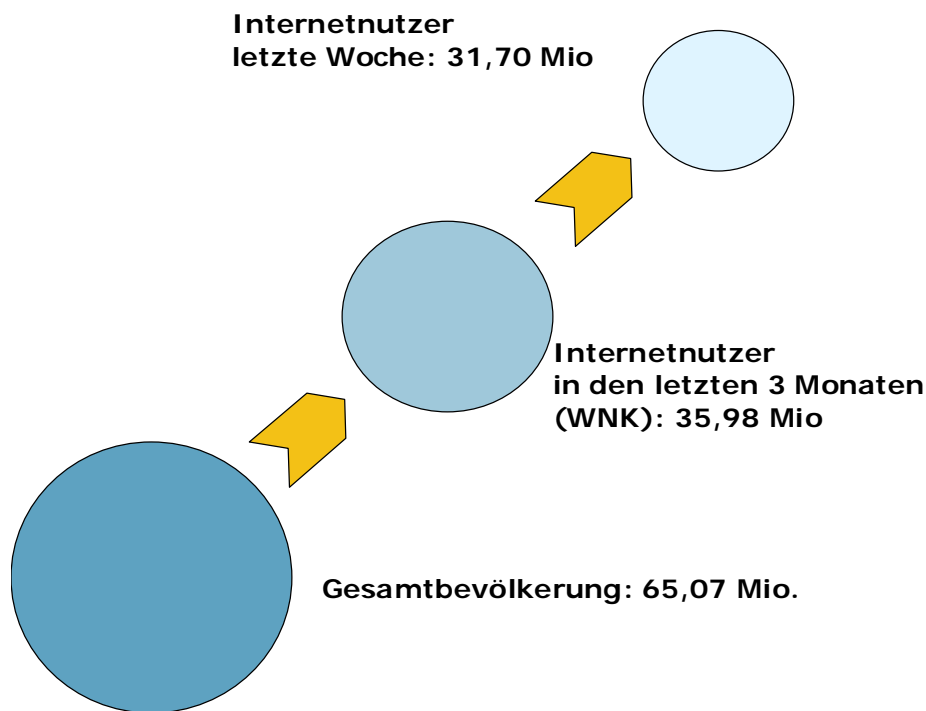 Internetnutzer
letzte Woche: 31,70 Mio
Internetnutzer
in den letzten 3 Monaten
(WNK): 35,98 Mio
Gesamtbevölkerung: 65,07 Mio.